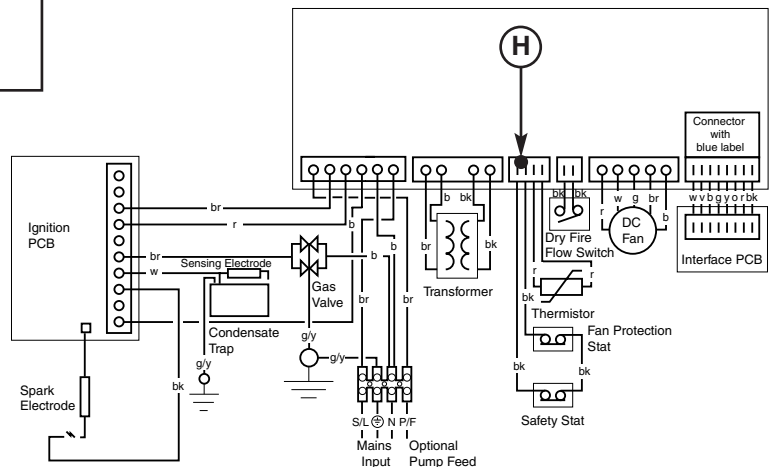 H
Connector
with
blue label
bk bk
w v b g y o r bk
br
r
b
br
w
Sensing Electrode
b
b
br
br
b
bk
br
bk
r
w
g
br
b
DC
Fan
Dry Fire
Flow Switch
Interface PCB
Ignition
PCB
Gas
Valve
Transformer
r
r
bk
Thermistor
Condensate
Trap
g/y
g/y
g/y
Fan Protection
Stat
bk
bk
bk
Spark
Electrode
Safety Stat
S/L N P/F
Mains
Input
Optional
Pump Feed